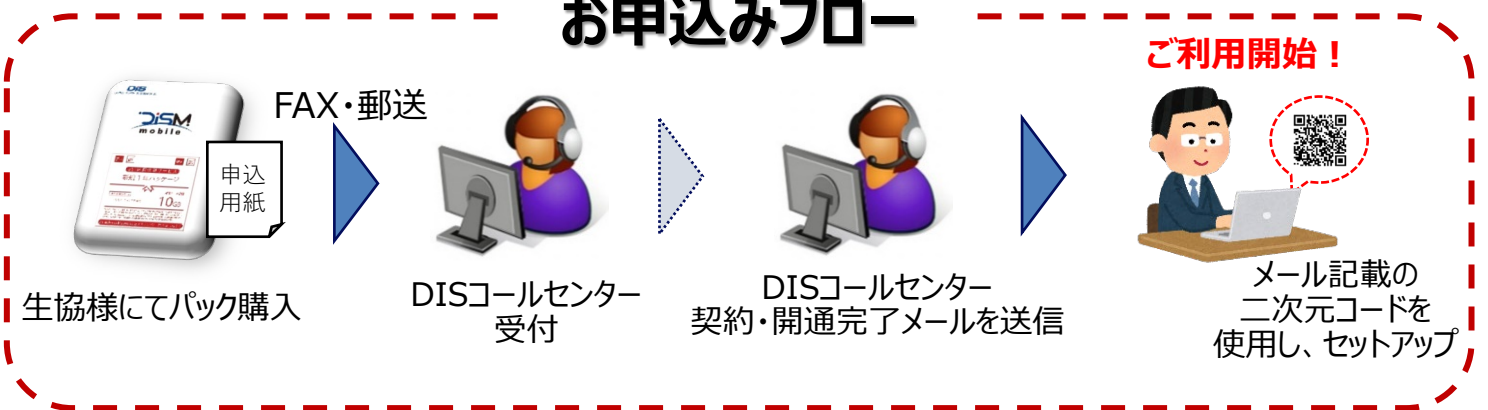 お申込みフロー
DIS
DiSM
mobile
10GB
申込
用紙
FAX・郵送
生協様にてパック購入
DISコールセンター
受付
DISコールセンター
契約・開通完了メールを送信
ご利用開始！
メール記載の
二次元コードを
使用し、セットアップ